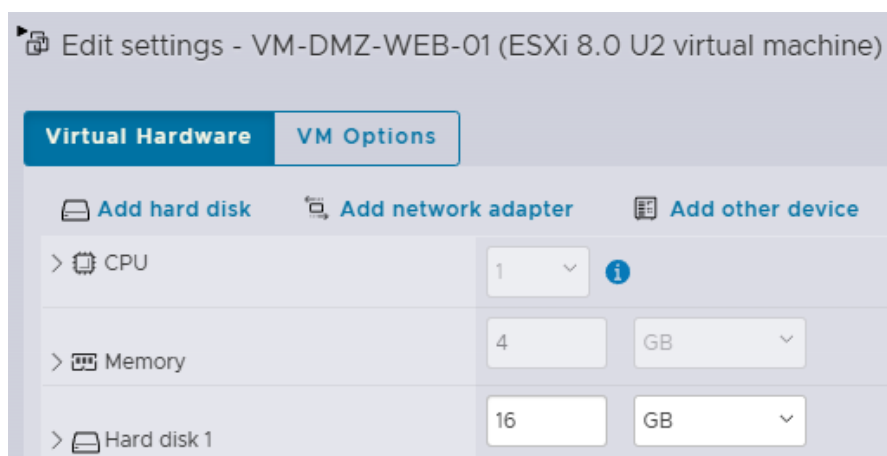 Edit settings - VM-DMZ-WEB-01 (ESXi 8.0 U2 virtual machine)
Virtual Hardware VM Options
Add hard disk Add network adapter Add other device
CPU 1
Memory 4 GB
Hard disk 1 16 GB